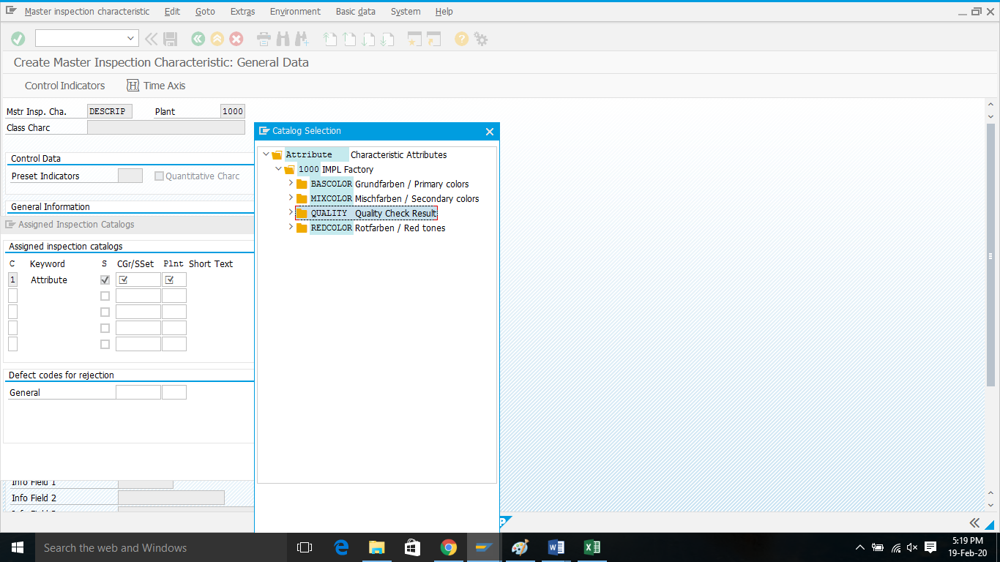 Master inspection characteristic Edit Goto Extras Environment Basic data System Help
Create Master Inspection Characteristic: General Data
Control Indicators Time Axis
Mstr Insp. Cha. DESCRIP Plant 1000
Class Charc
Control Data
Preset Indicators Quantitative Charc
General Information
Assigned Inspection Catalogs
Assigned inspection catalogs
C Keyword S CGr/SSet Plnt Short Text
1 Attribute
Defect codes for rejection
General
Info Field 1
Info Field 2
Catalog Selection
Attribute Characteristic Attributes
1000 IMPL Factory
BASCOLOR Grundfarben / Primary colors
MIXCOLOR Mischfarben / Secondary colors
QUALITY Quality Check Result
REDCOLOR Rotfarben / Red tones
Search the web and Windows
5:19 PM
19-Feb-20